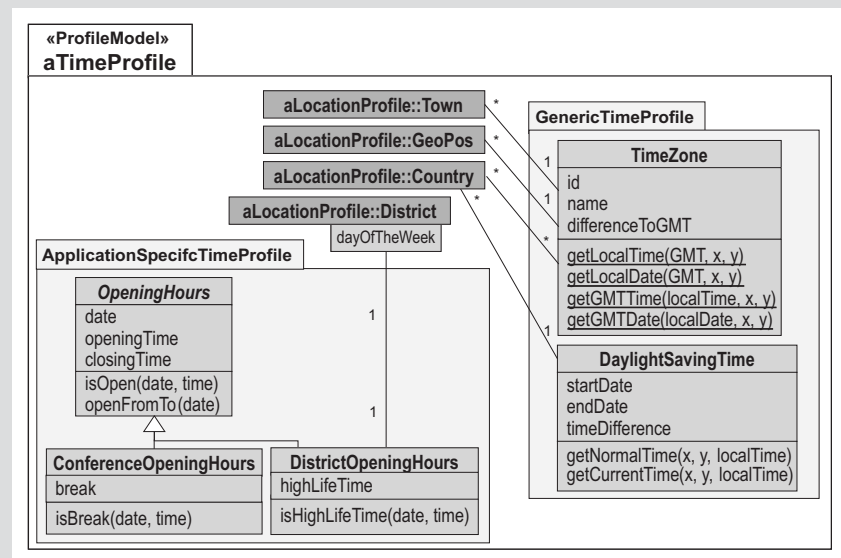 «ProfileModel»
aTimeProfile
aLocationProfile::Town
*
aLocationProfile::GeoPos
*
aLocationProfile::Country
*
*
aLocationProfile::District
dayOfTheWeek
1
1
ApplicationSpecifcTimeProfile
OpeningHours
date
openingTime
closingTime
isOpen(date, time)
openFromTo(date)
ConferenceOpeningHours
break
isBreak(date, time)
DistrictOpeningHours
highLifeTime
isHighLifeTime(date, time)
GenericTimeProfile
1
1
*
TimeZone
id
name
differenceToGMT
getLocalTime(GMT, x, y)
getLocalDate(GMT, x, y)
getGMTTime(localTime, x, y)
getGMTDate(localDate, x, y)
1
DaylightSavingTime
startDate
endDate
timeDifference
getNormalTime(x, y, localTime)
getCurrentTime(x, y, localTime)